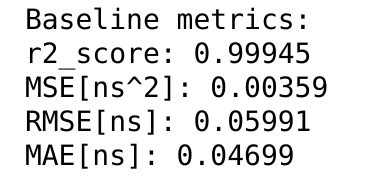 Baseline metrics:
r2_score: 0.99945
MSE[ns^2]: 0.00359
RMSE[ns]: 0.05991
MAE[ns]: 0.04699